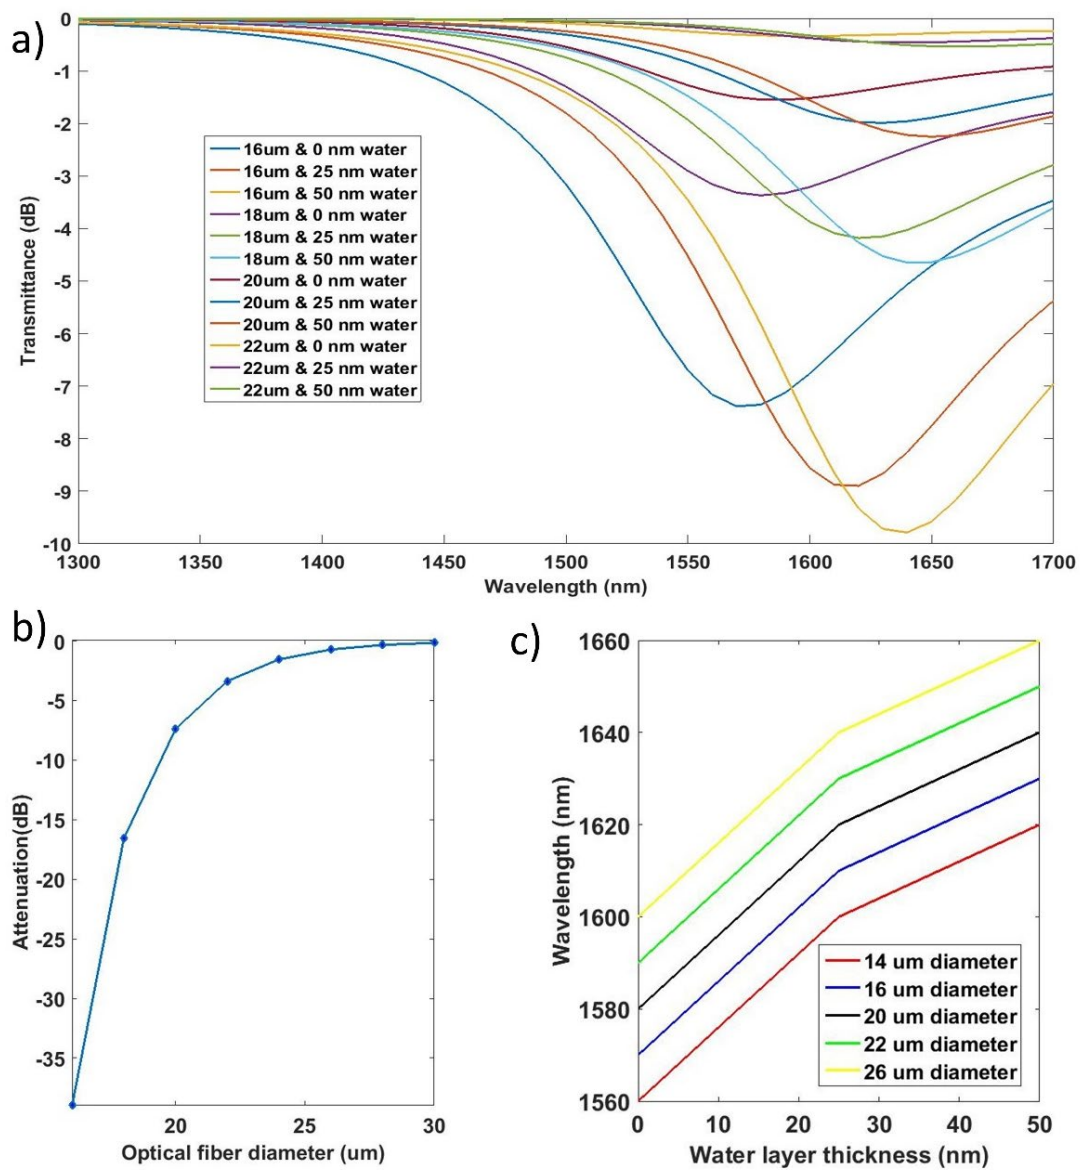 a)
0
-1
-2
-3
-4
-5
-6
-7
-8
-9
-10
Transmittance (dB)
16um & 0 nm water
16um & 25 nm water
16um & 50 nm water
18um & 0 nm water
18um & 25 nm water
18um & 50 nm water
20um & 0 nm water
20um & 25 nm water
20um & 50 nm water
22um & 0 nm water
22um & 25 nm water
22um & 50 nm water
1300 1350 1400 1450 1500 1550 1600 1650 1700
Wavelength (nm)
b)
0
-5
-10
-15
-20
-25
-30
-35
Attenuation(dB)
20 25 30
Optical fiber diameter (um)
c)
1660
1640
1620
1600
1580
1560
Wavelength (nm)
14 um diameter
16 um diameter
20 um diameter
22 um diameter
26 um diameter
0 10 20 30 40 50
Water layer thickness (nm)